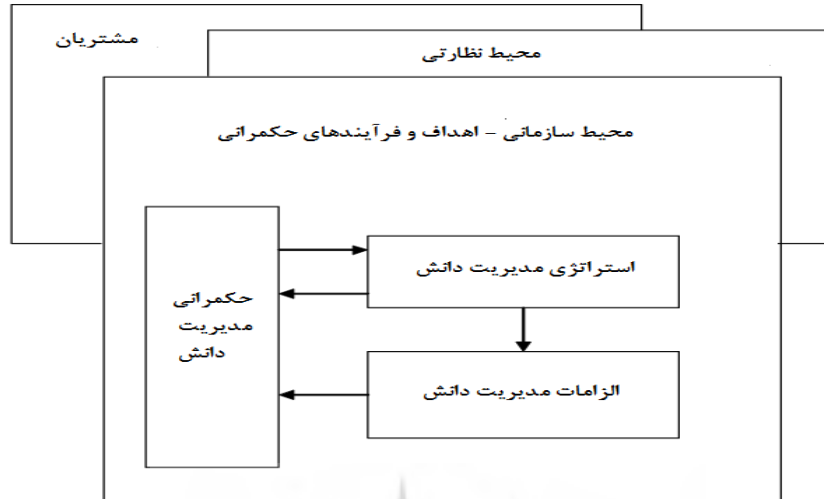 مشتریان
محیط نظارتی
محیط سازمانی – اهداف و فرآیندهای حکمرانی
استراتژی مدیریت دانش
حکمرانی
مدیریت
دانش
الزامات مدیریت دانش